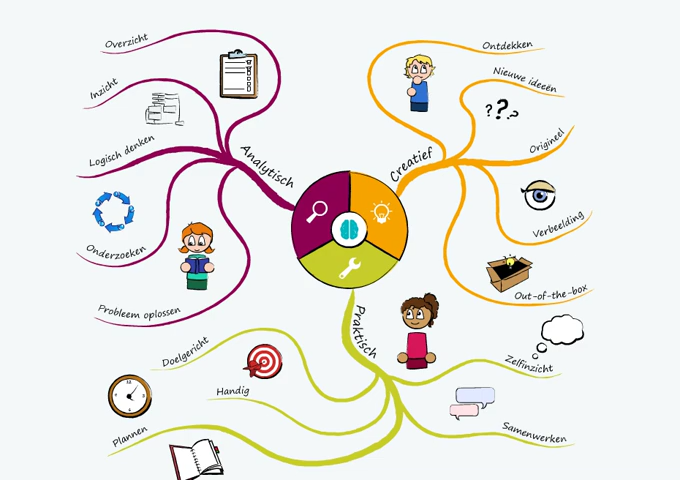 Overzicht
Inzicht
Logisch denken
Onderzoeken
Probleem oplossen
Analytisch
Creatief
Ontdekken
Nieuwe ideeën
? ? ?
Origineel
Verbeelding
Out-of-the-box
Praktisch
Doelgericht
Handig
Plannen
Zelfinzicht
Samenwerken